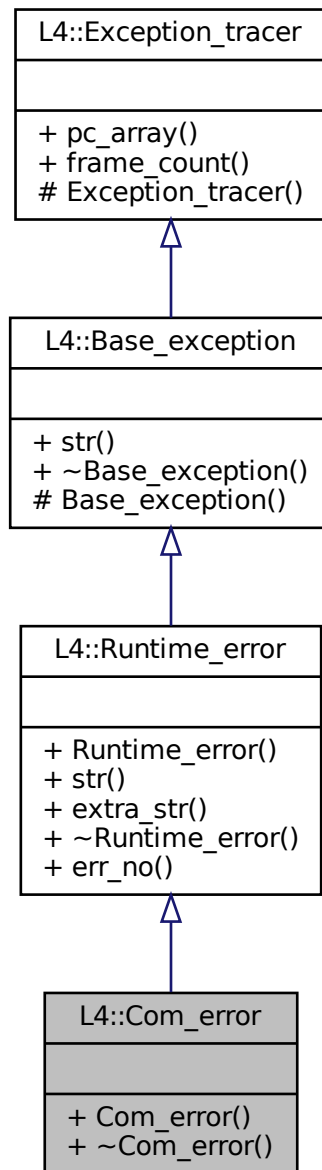 L4::Exception_tracer
+ pc_array()
+ frame_count()
# Exception_tracer()
L4::Base_exception
+ str()
+ ~Base_exception()
# Base_exception()
L4::Runtime_error
+ Runtime_error()
+ str()
+ extra_str()
+ ~Runtime_error()
+ err_no()
L4::Com_error
+ Com_error()
+ ~Com_error()